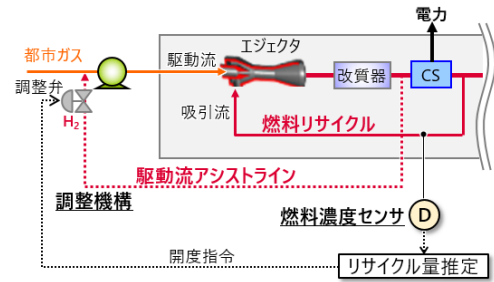 電力
都市ガス
駆動流
エジェクタ
改質器
CS
調整弁
H₂
吸引流
燃料リサイクル
駆動流アシストライン
調整機構
燃料濃度センサ
D
開度指令
リサイクル量推定